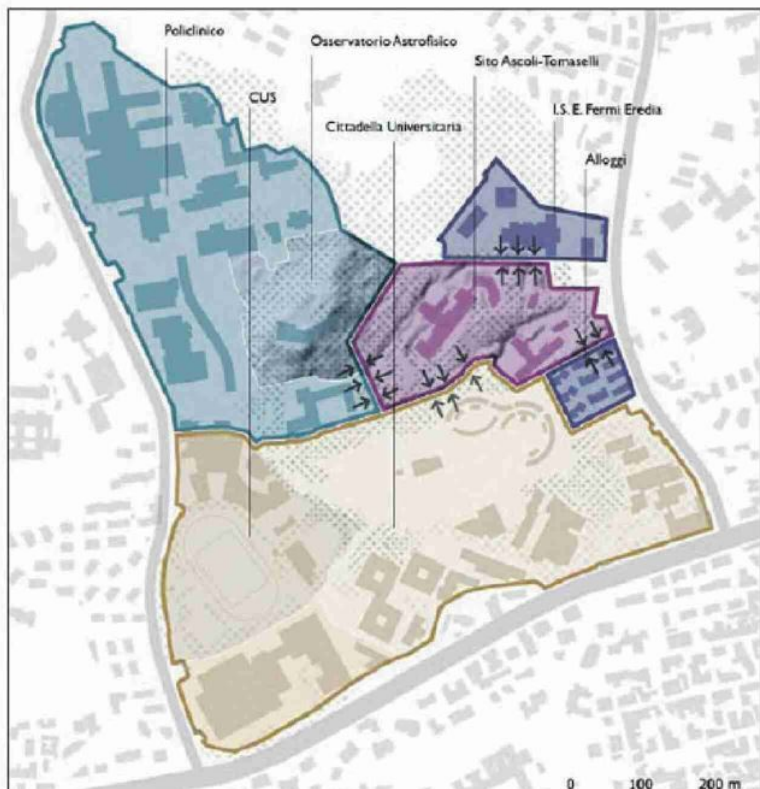 Policlinico
Osservatorio Astrofisico
Sito Ascoli-Tomaselli
CUS
I.S. E. Fermi Eredia
Cittadella Universitaria
Alloggi
0 100 200 m